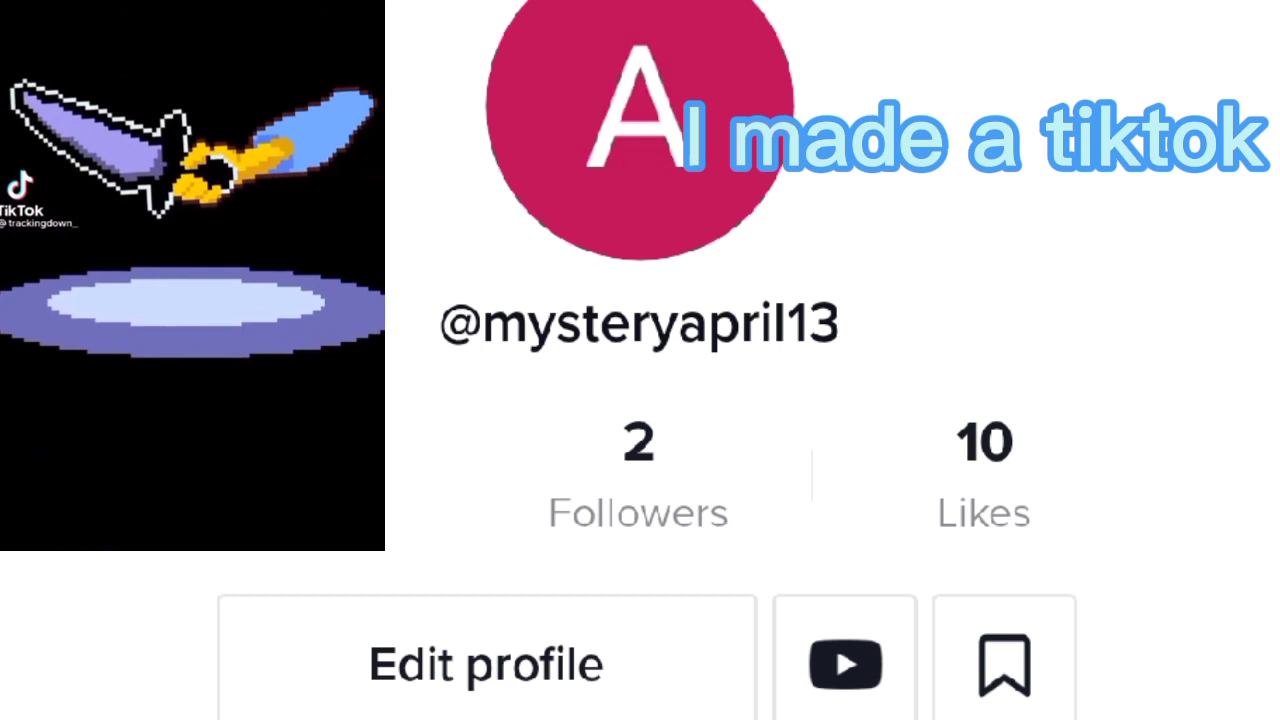 A
I made a tiktok
TikTok
@trackingdown_
@mysteryapril13
2
10
Followers
Likes
Edit profile